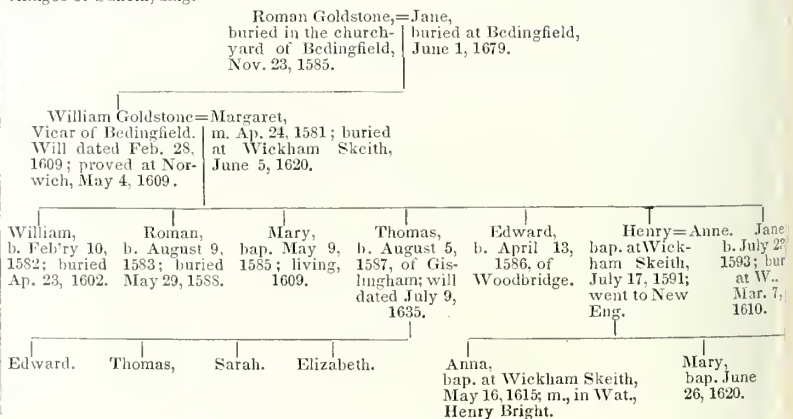 Roman Goldstone,=Jane,
buried in the church- buried at Bedingfield,
yard of Bedingfield, June 1, 1679.
Nov. 23, 1585.
William Goldstone=Margaret,
Vicar of Bedingfield. m. Ap. 24, 1581; buried
Will dated Feb. 28, at Wickham Skeith,
1609; proved at Nor- June 5, 1620.
wich, May 4, 1609.
William,
b. Feb'ry 10,
1582; buried
Ap. 23, 1602.
Roman,
b. August 9,
1583; buried
May 29, 1588.
Mary,
bap. May 9,
1585; living,
1609.
Thomas,
b. August 5,
1587, of Gis-
lingham; will
dated July 9,
1635.
Edward,
b. April 13,
1586, of
Woodbridge.
Henry=Anne.
bap. at Wick-
ham Skeith,
July 17, 1591;
went to New
Eng.
Jane
b. July
1593; bur
at W..
Mar. 7,
1610.
Edward. Thomas, Sarah. Elizabeth.
Anna,
bap. at Wickham Skeith,
May 16, 1615; m., in Wat.,
Henry Bright.
Mary,
bap. June
26, 1620.